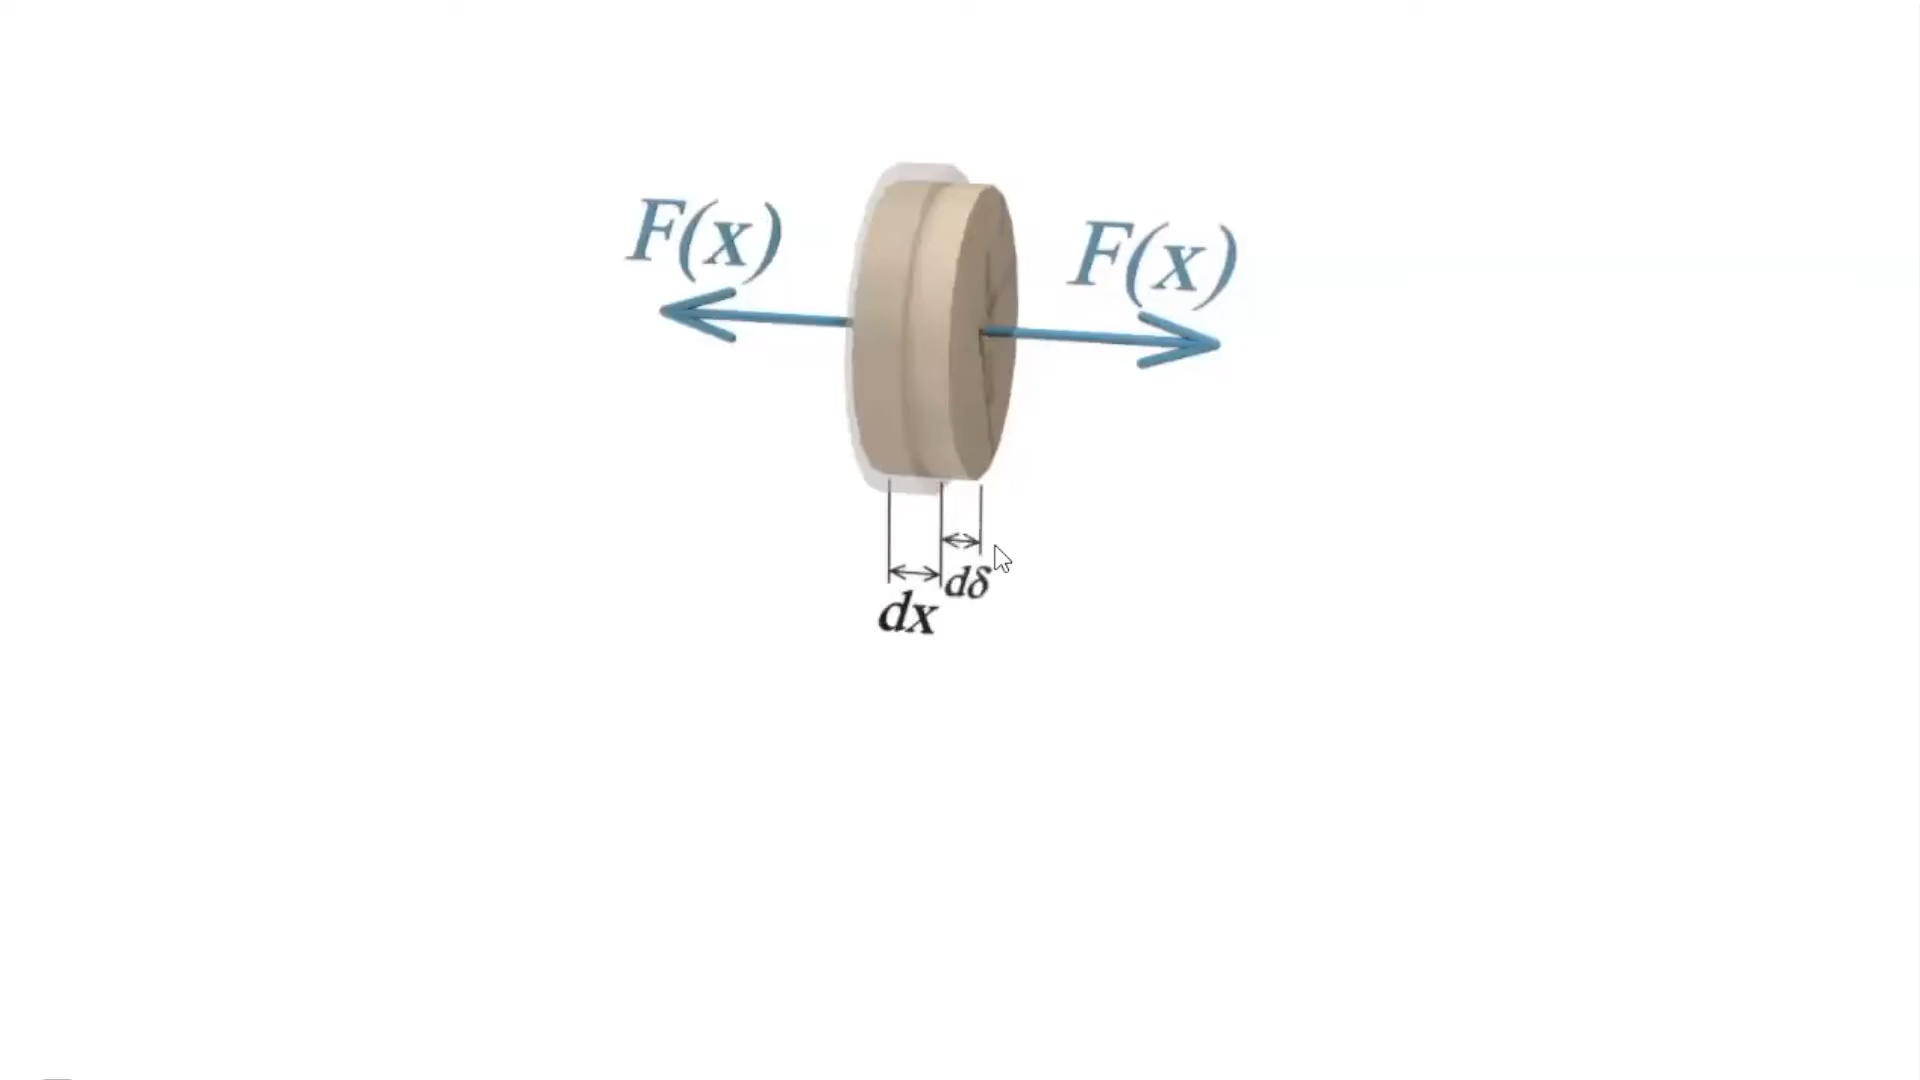 F(x)
F(x)
dδ
dx